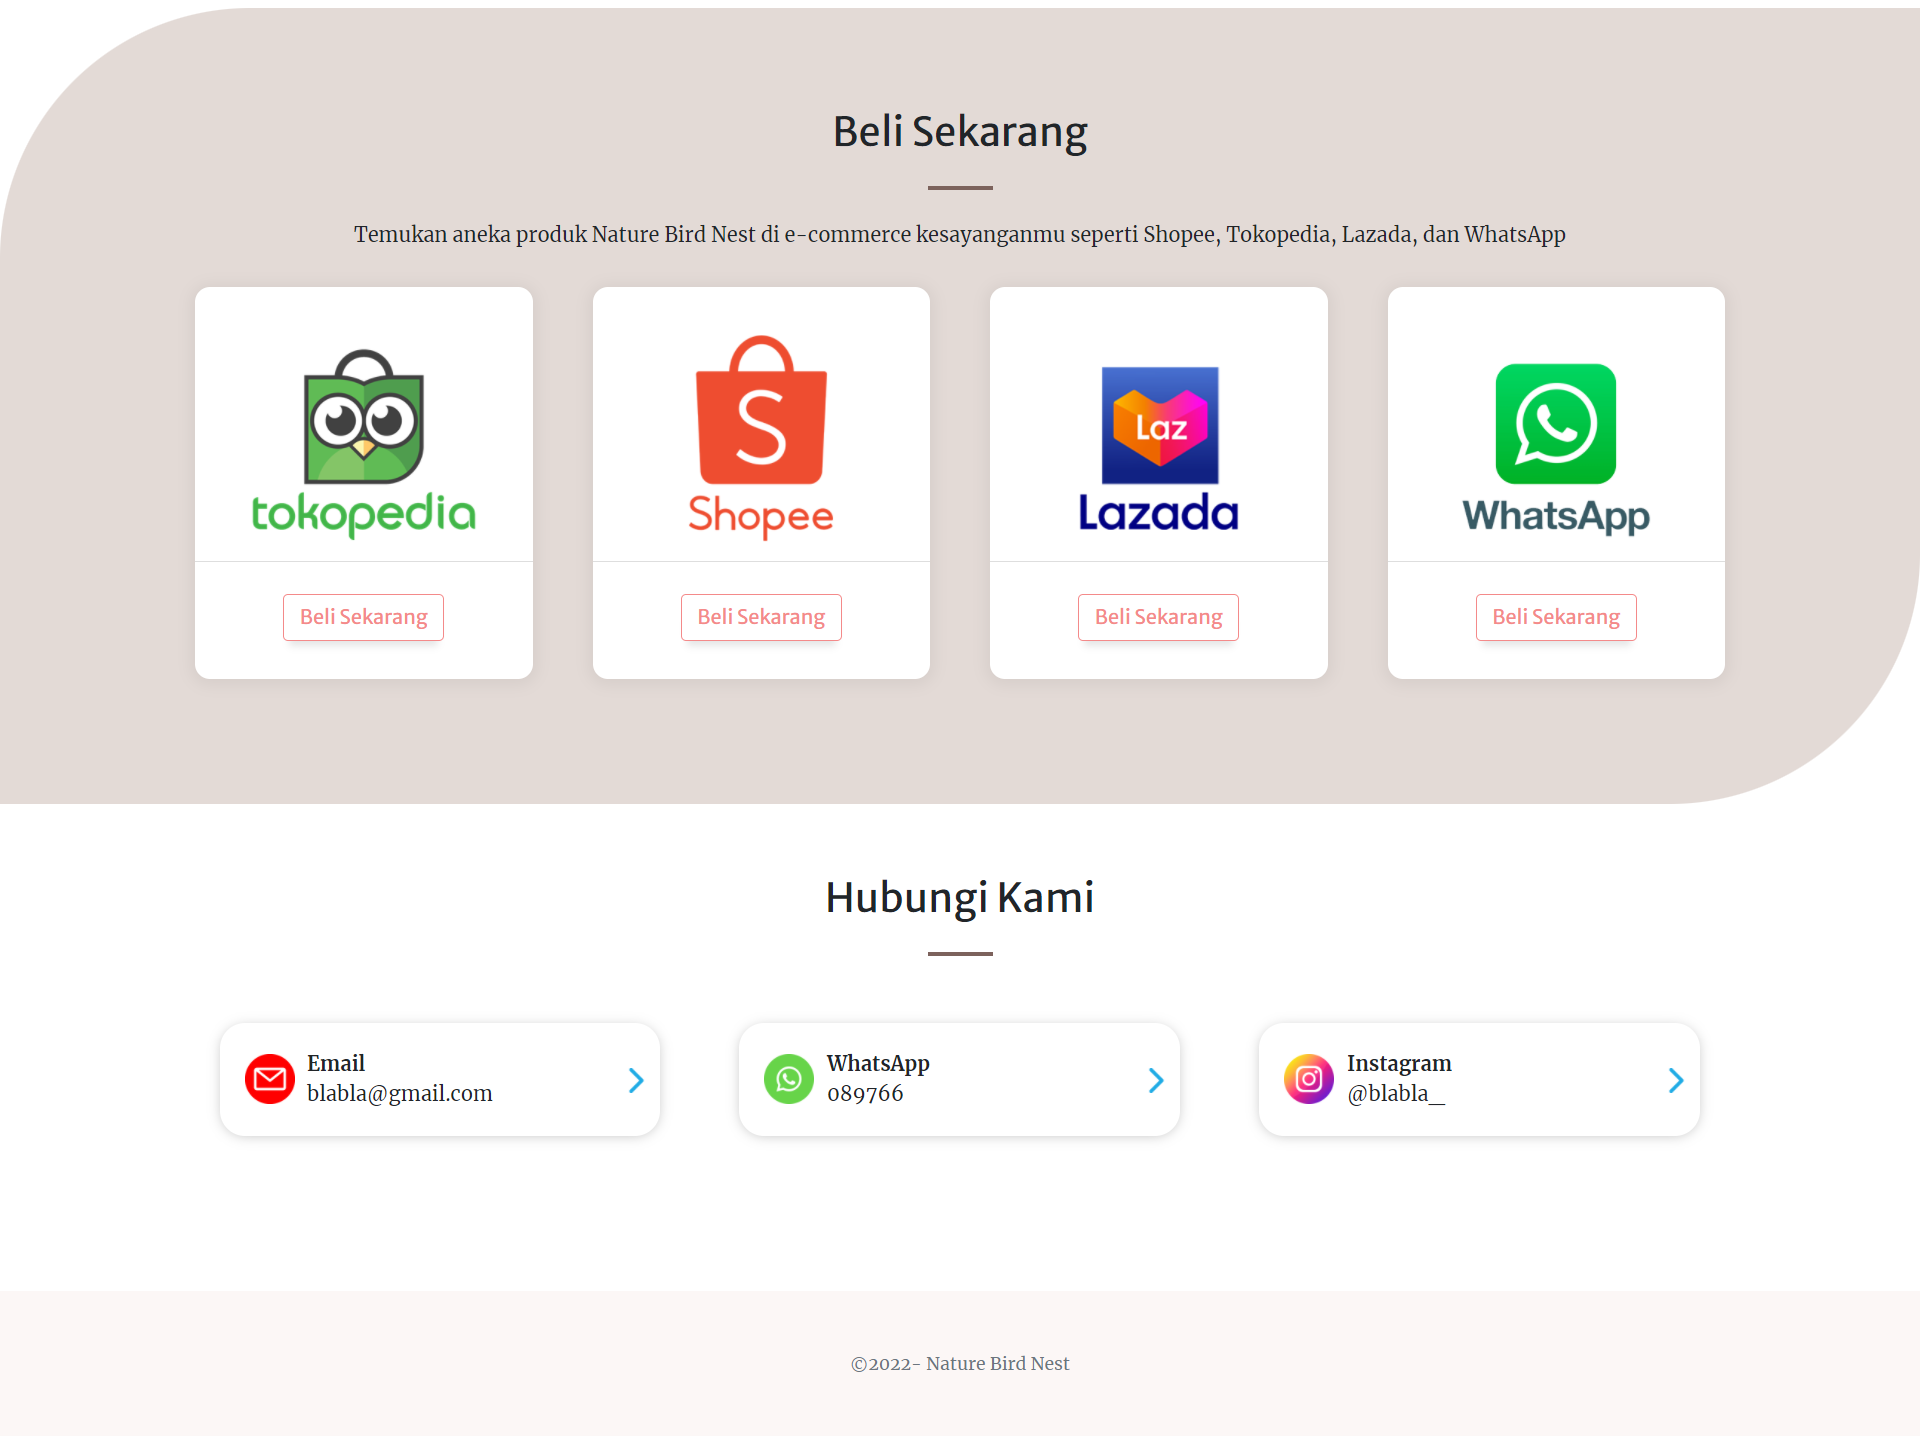 Beli Sekarang
Temukan aneka produk Nature Bird Nest di e-commerce kesayanganmu seperti Shopee, Tokopedia, Lazada, dan WhatsApp
tokopedia
Beli Sekarang
S
Shopee
Beli Sekarang
Laz
Lazada
Beli Sekarang
WhatsApp
Beli Sekarang
Hubungi Kami
Email
blabla@gmail.com
WhatsApp
089766
Instagram
@blabla_
©2022- Nature Bird Nest